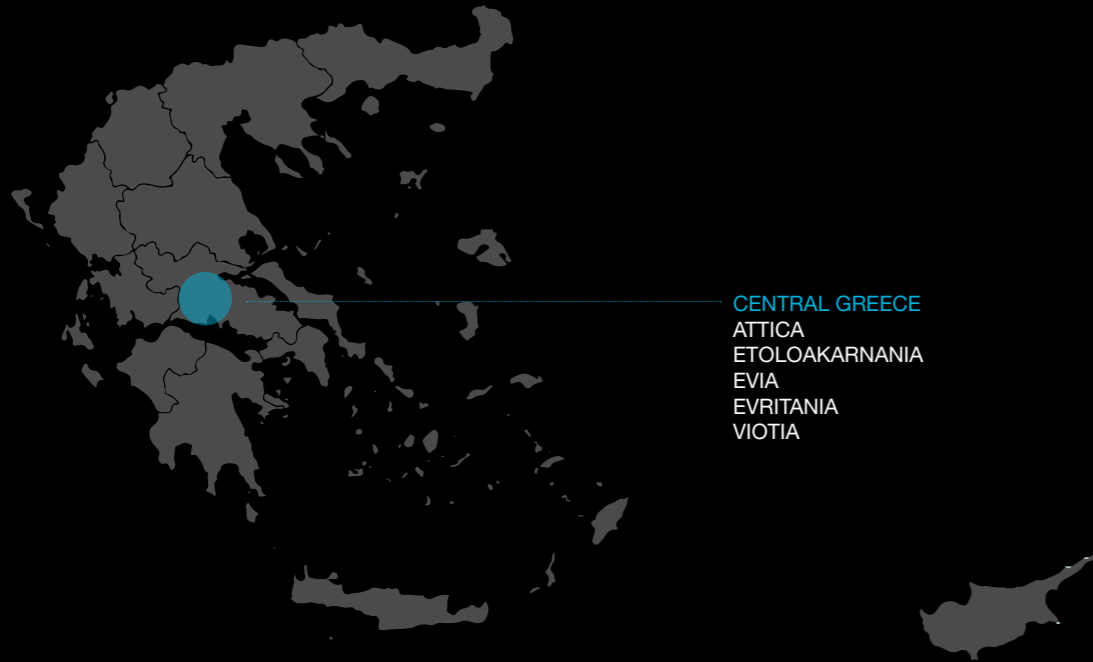 CENTRAL GREECE
ATTICA
ETOLOAKARNANIA
EVIA
EVRITANIA
VIOTIA